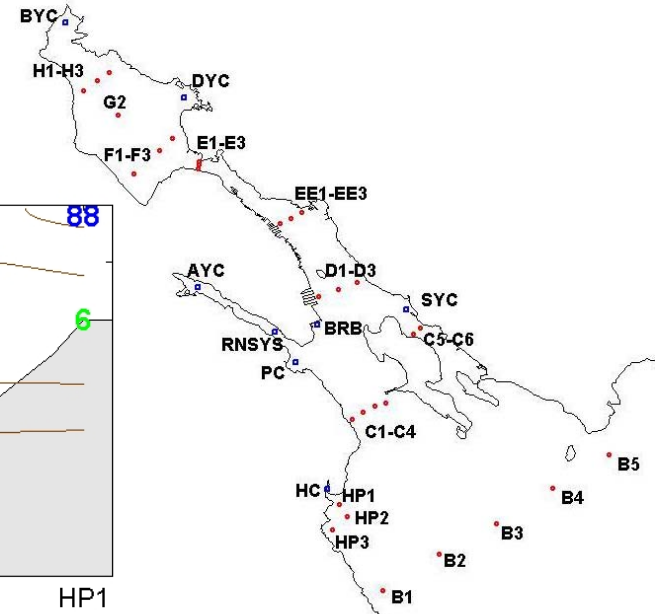 BYC
H1-H3
DYC
G2
E1-E3
F1-F3
EE1-EE3
88
AYC
D1-D3
SYC
6
BRB
RNSYS
C5-C6
PC
C1-C4
B5
HC
HP1
B4
HP2
B3
HP3
B2
B1
HP1